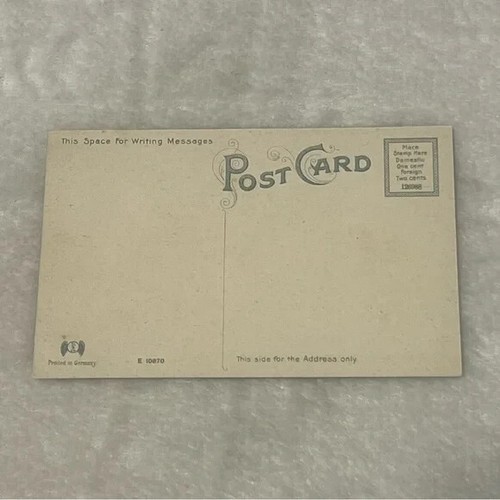 This Space For Writing Messages
POST CARD
Place
Stamp Here
Domestic
One cent
Foreign
Two cents
126088
Printed in Germany
E 10870
This side for the Address only.